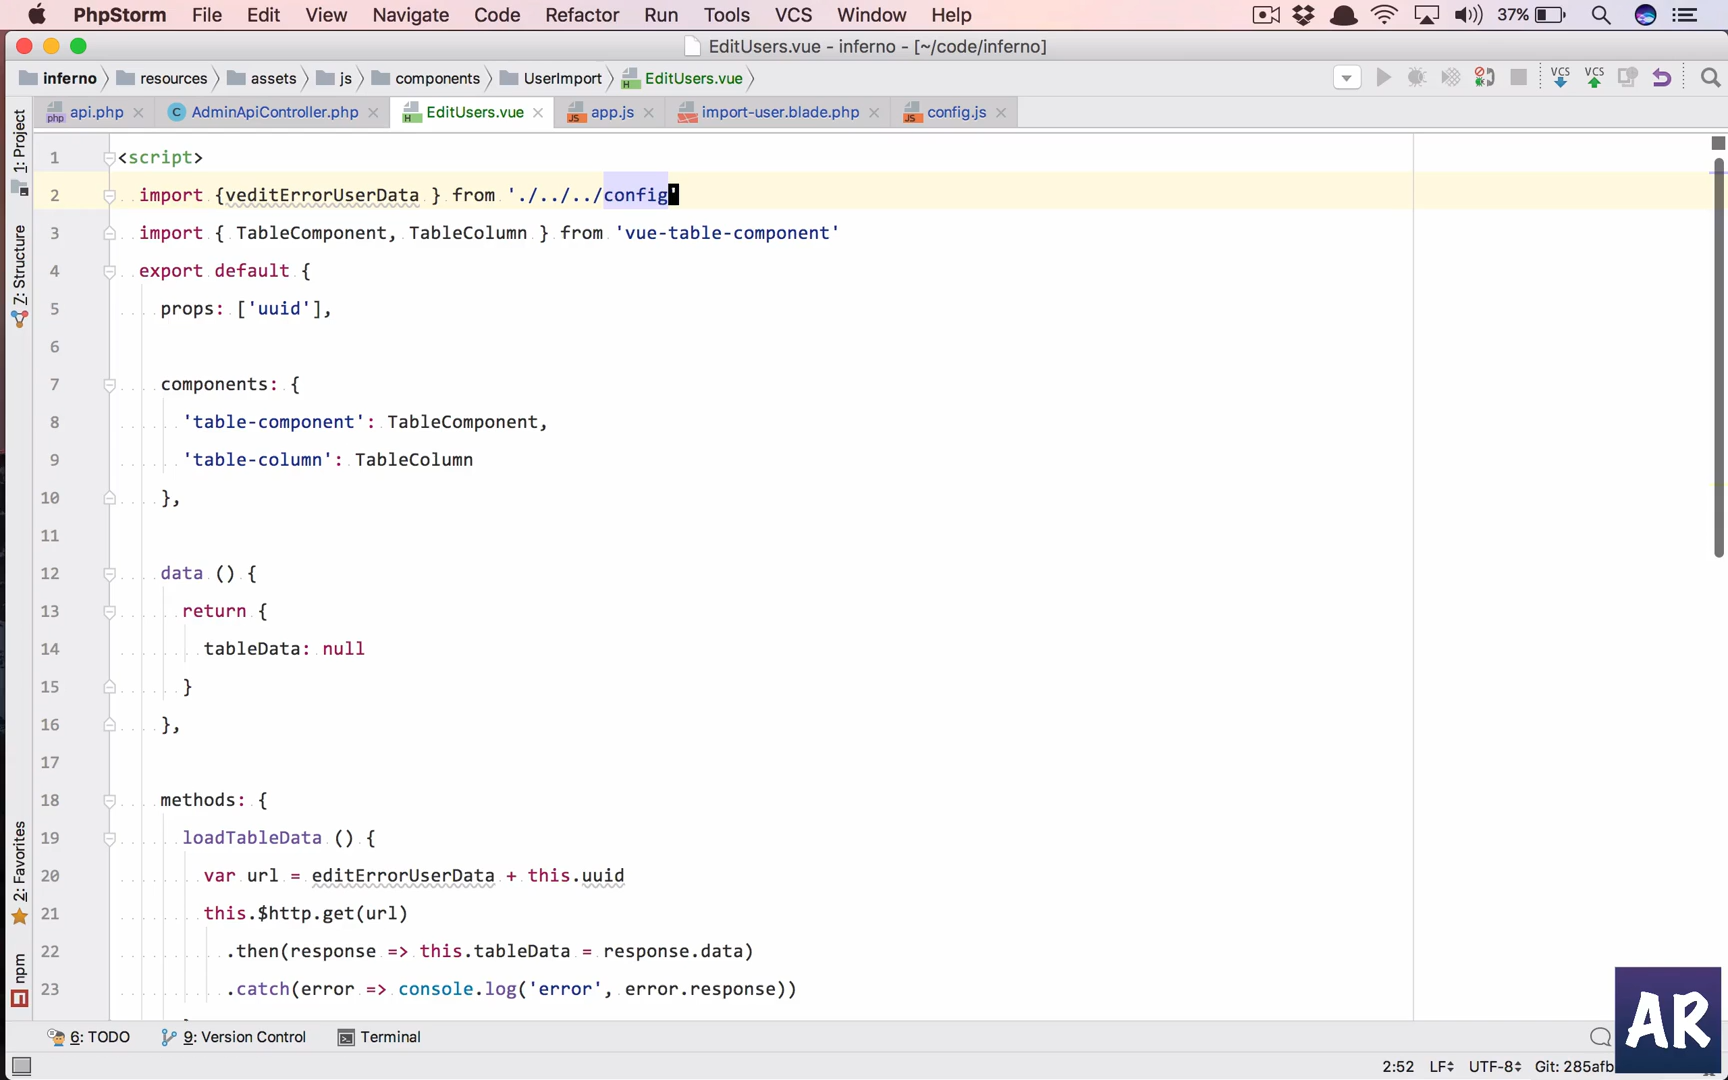 PhpStorm File Edit View Navigate Code Refactor Run Tools VCS Window Help 37%
EditUsers.vue - inferno - [~/code/inferno]
inferno resources assets js components UserImport EditUsers.vue VCS VCS
api.php AdminApiController.php EditUsers.vue app.js import-user.blade.php config.js
1: Project
7: Structure
2: Favorites
npm
1 <script>
2 import {veditErrorUserData } from './../../config'
3 import { TableComponent, TableColumn } from 'vue-table-component'
4 export default {
5 props: ['uuid'],
6
7 components: {
8 'table-component': TableComponent,
9 'table-column': TableColumn
10 },
11
12 data () {
13 return {
14 tableData: null
15 }
16 },
17
18 methods: {
19 loadTableData () {
20 var url = editErrorUserData + this.uuid
21 this.$http.get(url)
22 .then(response => this.tableData = response.data)
23 .catch(error => console.log('error', error.response))
6: TODO 9: Version Control Terminal
2:52 LF UTF-8 Git: 285afb
AR